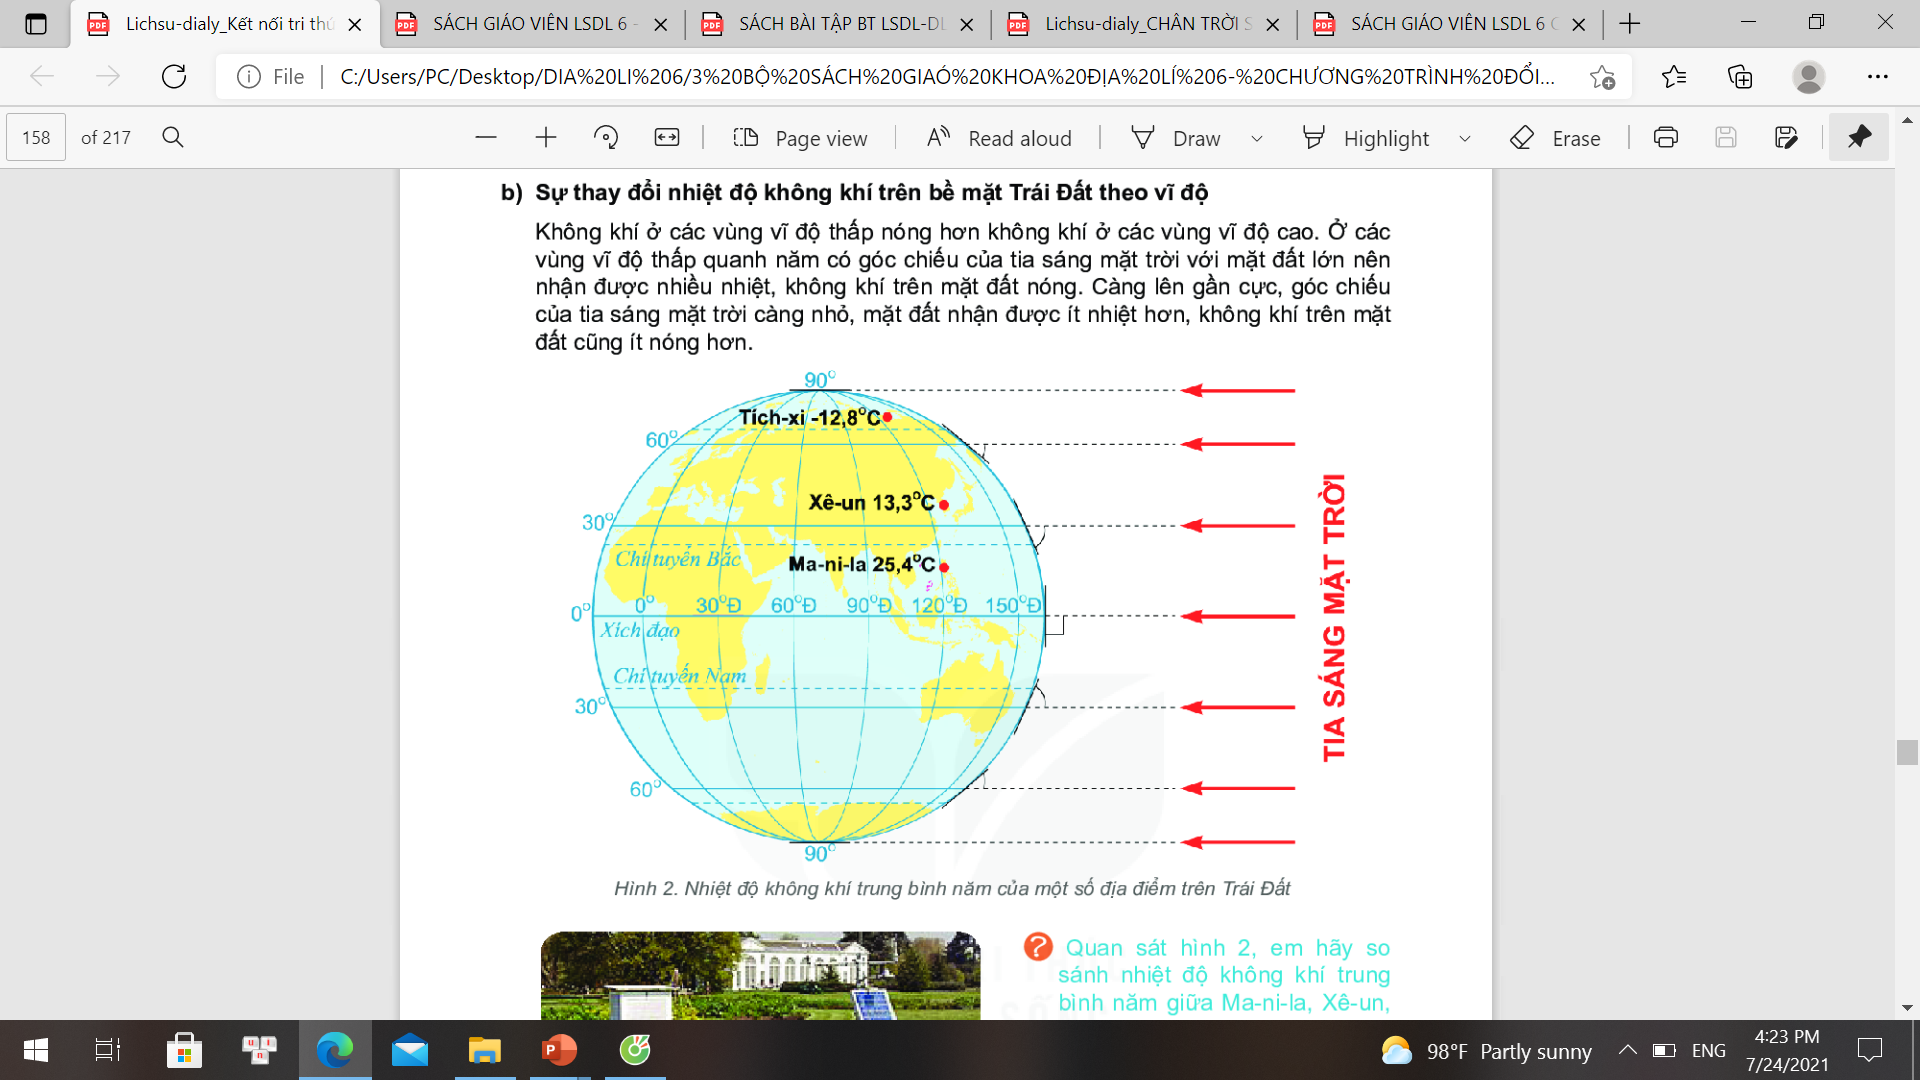 Lichsu-dialy_Kết nối tri thứ
SÁCH GIÁO VIÊN LSDL 6 -
SÁCH BÀI TẬP BT LSDL-DL
Lichsu-dialy_CHÂN TRỜI S
SÁCH GIÁO VIÊN LSDL 6 C
File
C:/Users/PC/Desktop/DIA%20LI%206/3%20BỘ%20SÁCH%20GIAÓ%20KHOA%20ĐỊA%20LÍ%206-%20CHƯƠNG%20TRÌNH%20ĐỔI...
158 of 217
Page view
Read aloud
Draw
Highlight
Erase
b) Sự thay đổi nhiệt độ không khí trên bề mặt Trái Đất theo vĩ độ
Không khí ở các vùng vĩ độ thấp nóng hơn không khí ở các vùng vĩ độ cao. Ở các
vùng vĩ độ thấp quanh năm có góc chiếu của tia sáng mặt trời với mặt đất lớn nên
nhận được nhiều nhiệt, không khí trên mặt đất nóng. Càng lên gần cực, góc chiếu
của tia sáng mặt trời càng nhỏ, mặt đất nhận được ít nhiệt hơn, không khí trên mặt
đất cũng ít nóng hơn.
90°
Tích-xi -12,8°C
60°
Xê-un 13,3°C
30°
Chí tuyến Bắc
Ma-ni-la 25,4°C
0° 0° 30°Đ 60°Đ 90°Đ 120°Đ 150°Đ
Xích đạo
Chí tuyến Nam
30°
60°
90°
TIA SÁNG MẶT TRỜI
Hình 2. Nhiệt độ không khí trung bình năm của một số địa điểm trên Trái Đất
? Quan sát hình 2, em hãy so
sánh nhiệt độ không khí trung
bình năm giữa Ma-ni-la, Xê-un,
98°F Partly sunny
ENG
4:23 PM
7/24/2021